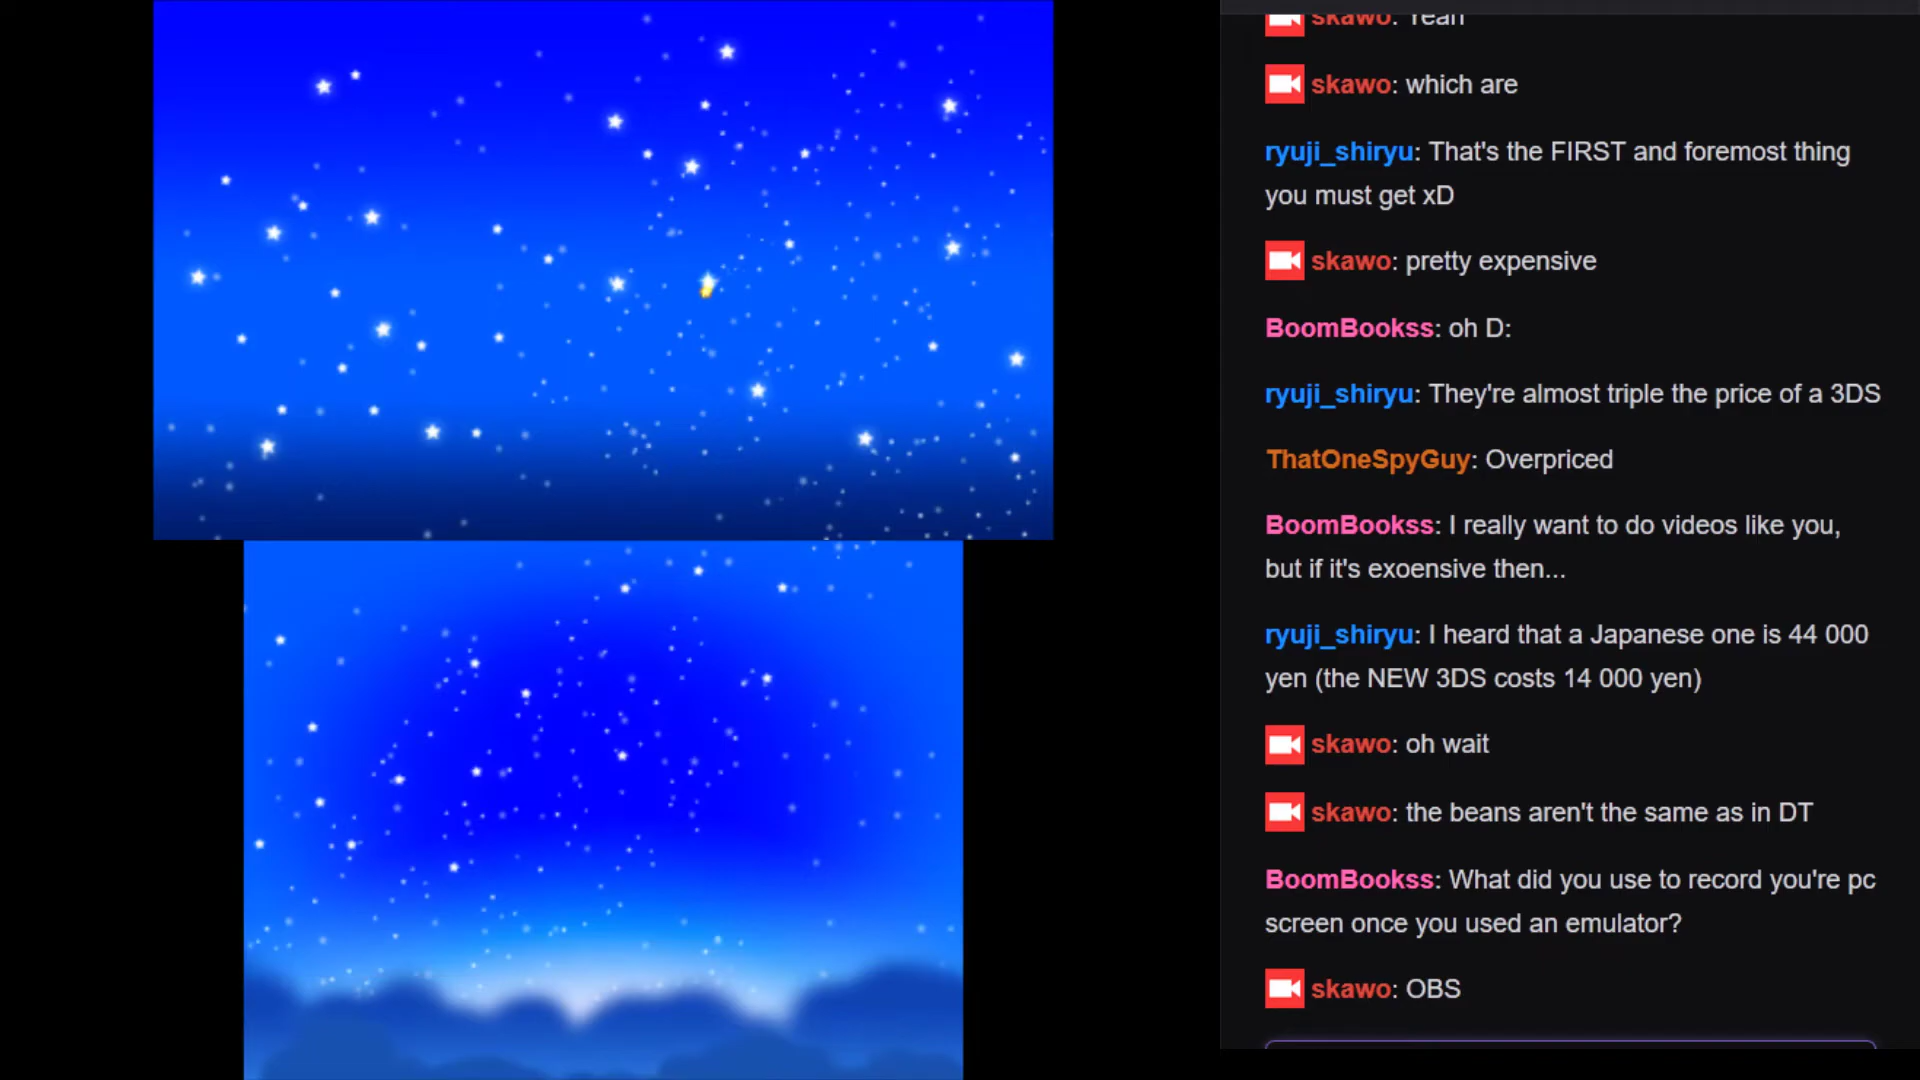 skawo: Yeah
skawo: which are
ryuji_shiryu: That's the FIRST and foremost thing
you must get xD
skawo: pretty expensive
BoomBookss: oh D:
ryuji_shiryu: They're almost triple the price of a 3DS
ThatOneSpyGuy: Overpriced
BoomBookss: I really want to do videos like you,
but if it's exoensive then...
ryuji_shiryu: I heard that a Japanese one is 44 000
yen (the NEW 3DS costs 14 000 yen)
skawo: oh wait
skawo: the beans aren't the same as in DT
BoomBookss: What did you use to record you're pc
screen once you used an emulator?
skawo: OBS